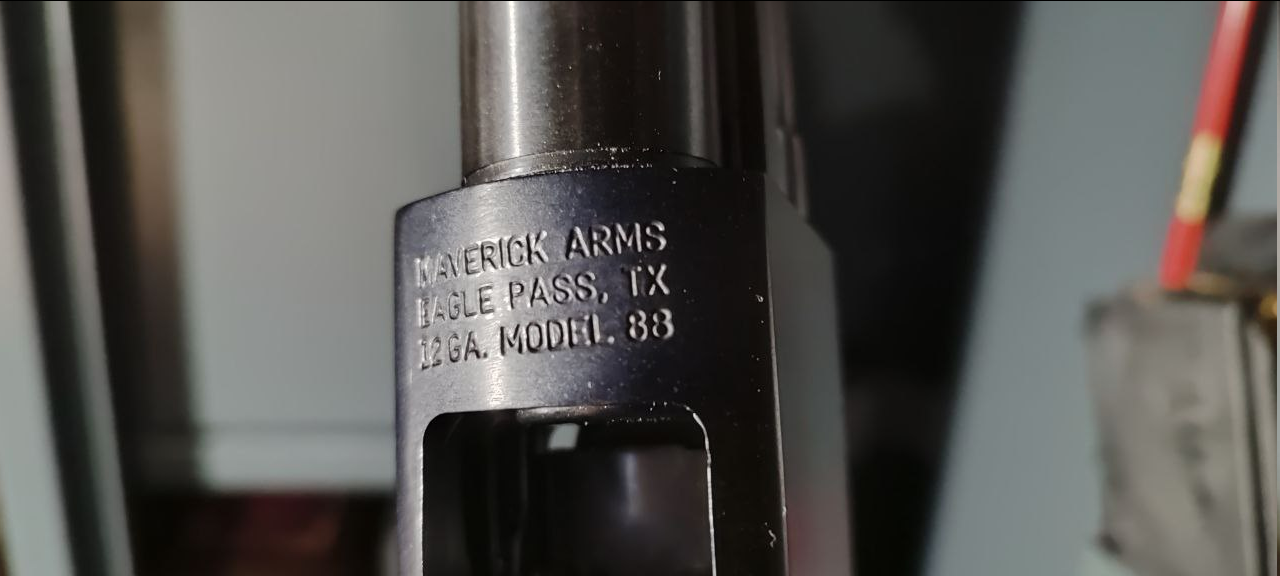 MAVERICK ARMS
EAGLE PASS, TX
12 GA. MODEL 88